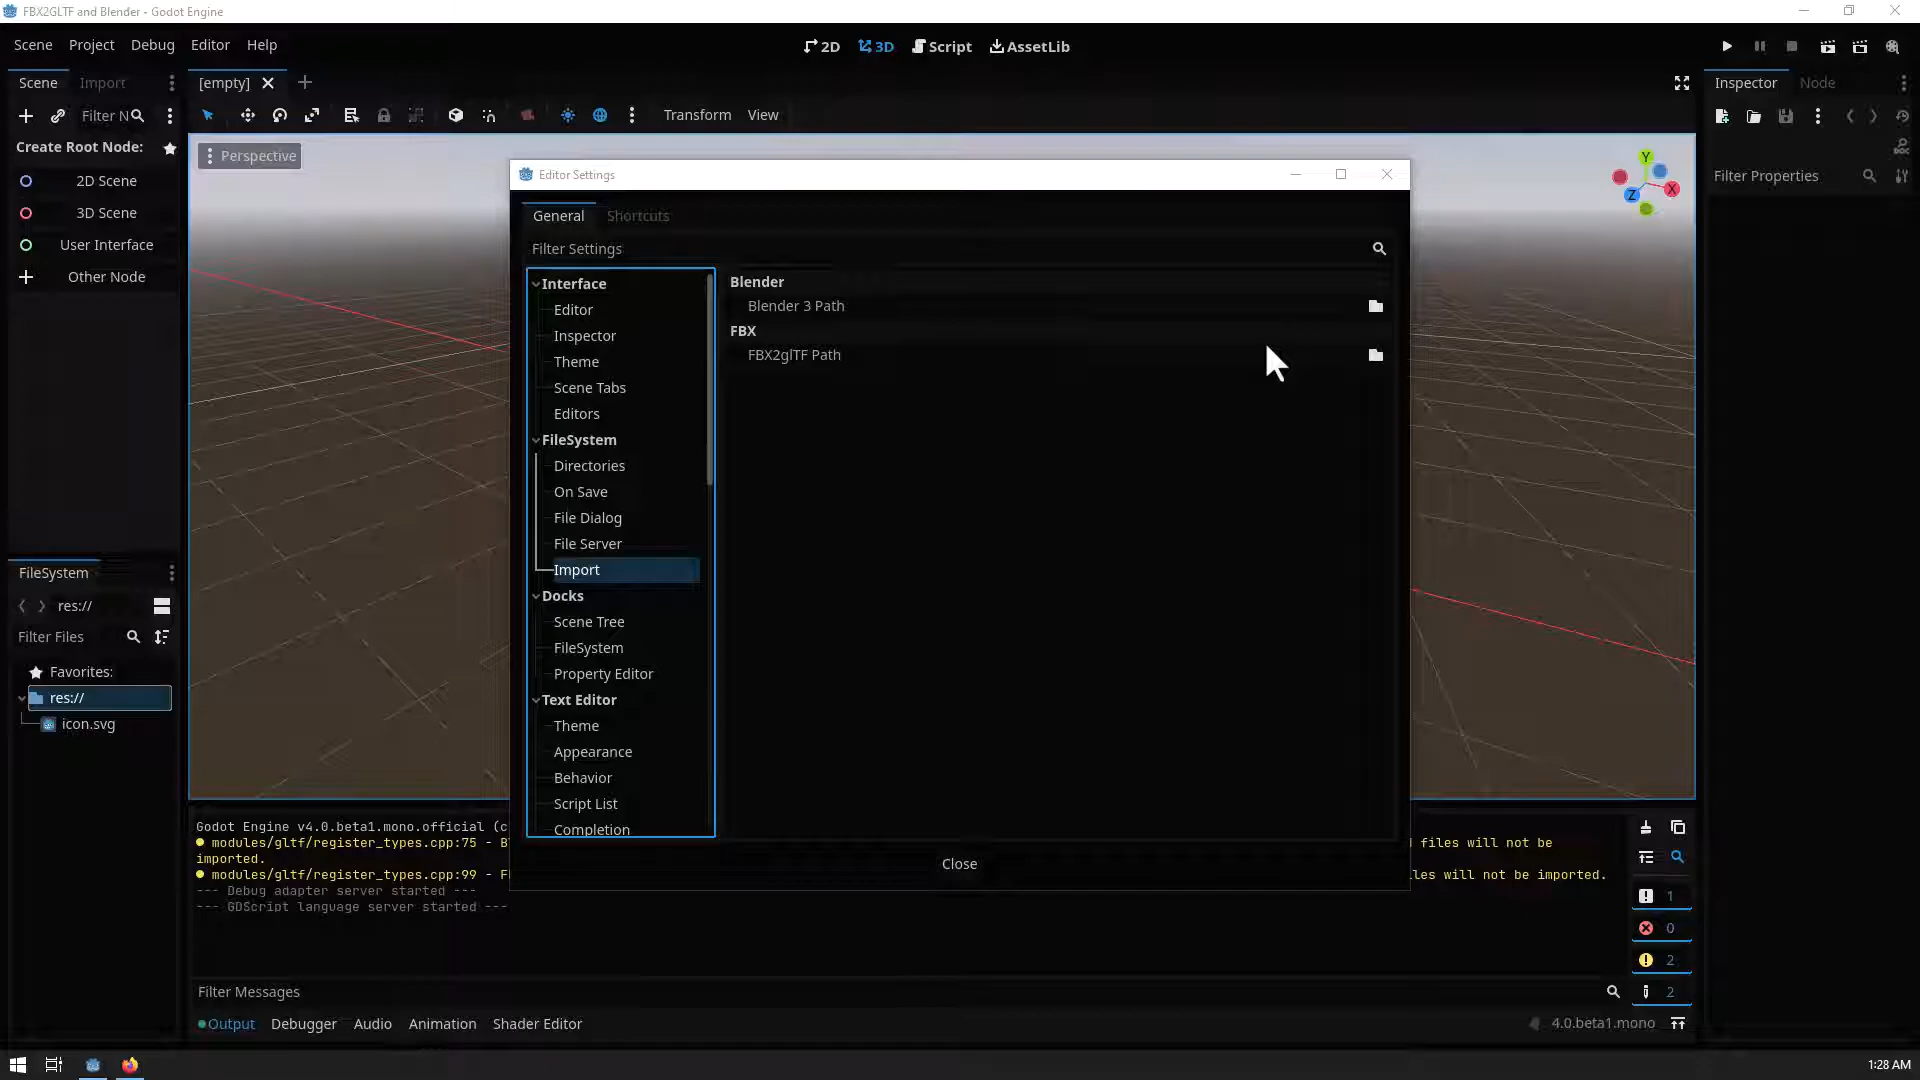 FBX2GLTF and Blender - Godot Engine
Scene Project Debug Editor Help
2D 3D Script AssetLib
Scene Import
[empty]
Inspector Node
Filter N
Transform View
Create Root Node:
Perspective
2D Scene
3D Scene
User Interface
Other Node
Y
X
Z
Filter Properties
Editor Settings
General Shortcuts
Filter Settings
Interface
Editor
Inspector
Theme
Scene Tabs
Editors
FileSystem
Directories
On Save
File Dialog
File Server
Import
Docks
Scene Tree
FileSystem
Property Editor
Text Editor
Theme
Appearance
Behavior
Script List
Completion
Blender
Blender 3 Path
FBX
FBX2glTF Path
Close
FileSystem
res://
Filter Files
Favorites:
res://
icon.svg
Godot Engine v4.0.beta1.mono.official (c
modules/gltf/register_types.cpp:75 - B files will not be
imported.
modules/gltf/register_types.cpp:99 - F les will not be imported.
--- Debug adapter server started ---
--- GDScript language server started ---
1
0
2
2
Filter Messages
Output Debugger Audio Animation Shader Editor
4.0.beta1.mono
1:28 AM